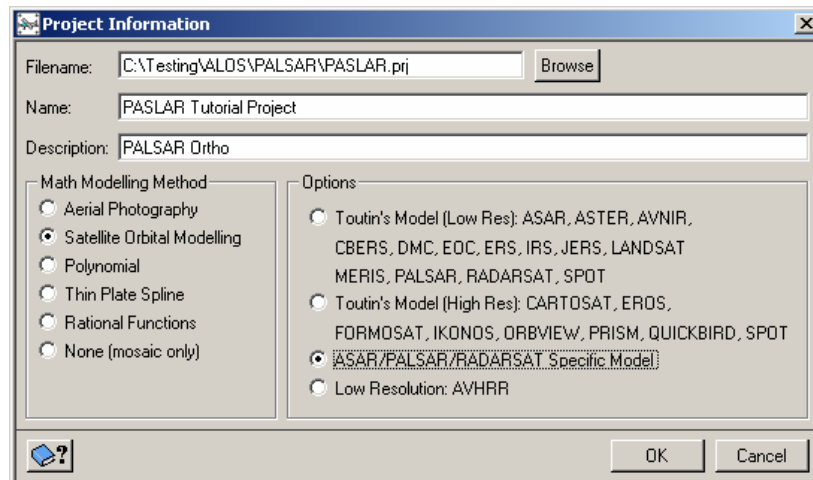 Project Information
Filename: C:\Testing\ALOS\PALSAR\PASLAR.prj Browse
Name: PASLAR Tutorial Project
Description: PALSAR Ortho
Math Modelling Method
Aerial Photography
Satellite Orbital Modelling
Polynomial
Thin Plate Spline
Rational Functions
None (mosaic only)
Options
Toutin's Model (Low Res): ASAR, ASTER, AVNIR,
CBERS, DMC, EOC, ERS, IRS, JERS, LANDSAT
MERIS, PALSAR, RADARSAT, SPOT
Toutin's Model (High Res): CARTOSAT, EROS,
FORMOSAT, IKONOS, ORBVIEW, PRISM, QUICKBIRD, SPOT
ASAR/PALSAR/RADARSAT Specific Model
Low Resolution: AVHRR
? OK Cancel